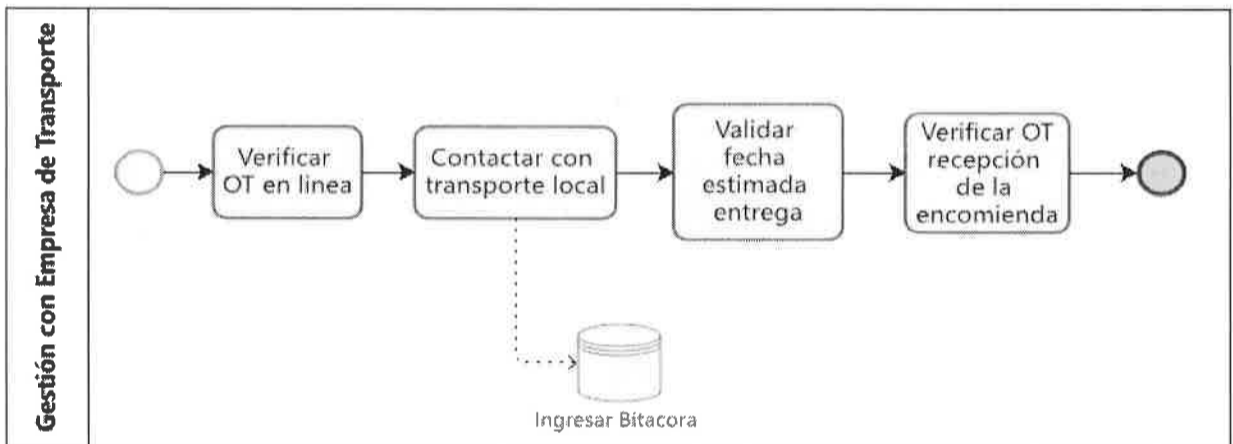 Gestión con Empresa de Transporte
Verificar
OT en linea
Contactar con
transporte local
Validar
fecha
estimada
entrega
Verificar OT
recepción
de la
encomienda
Ingresar Bitacora